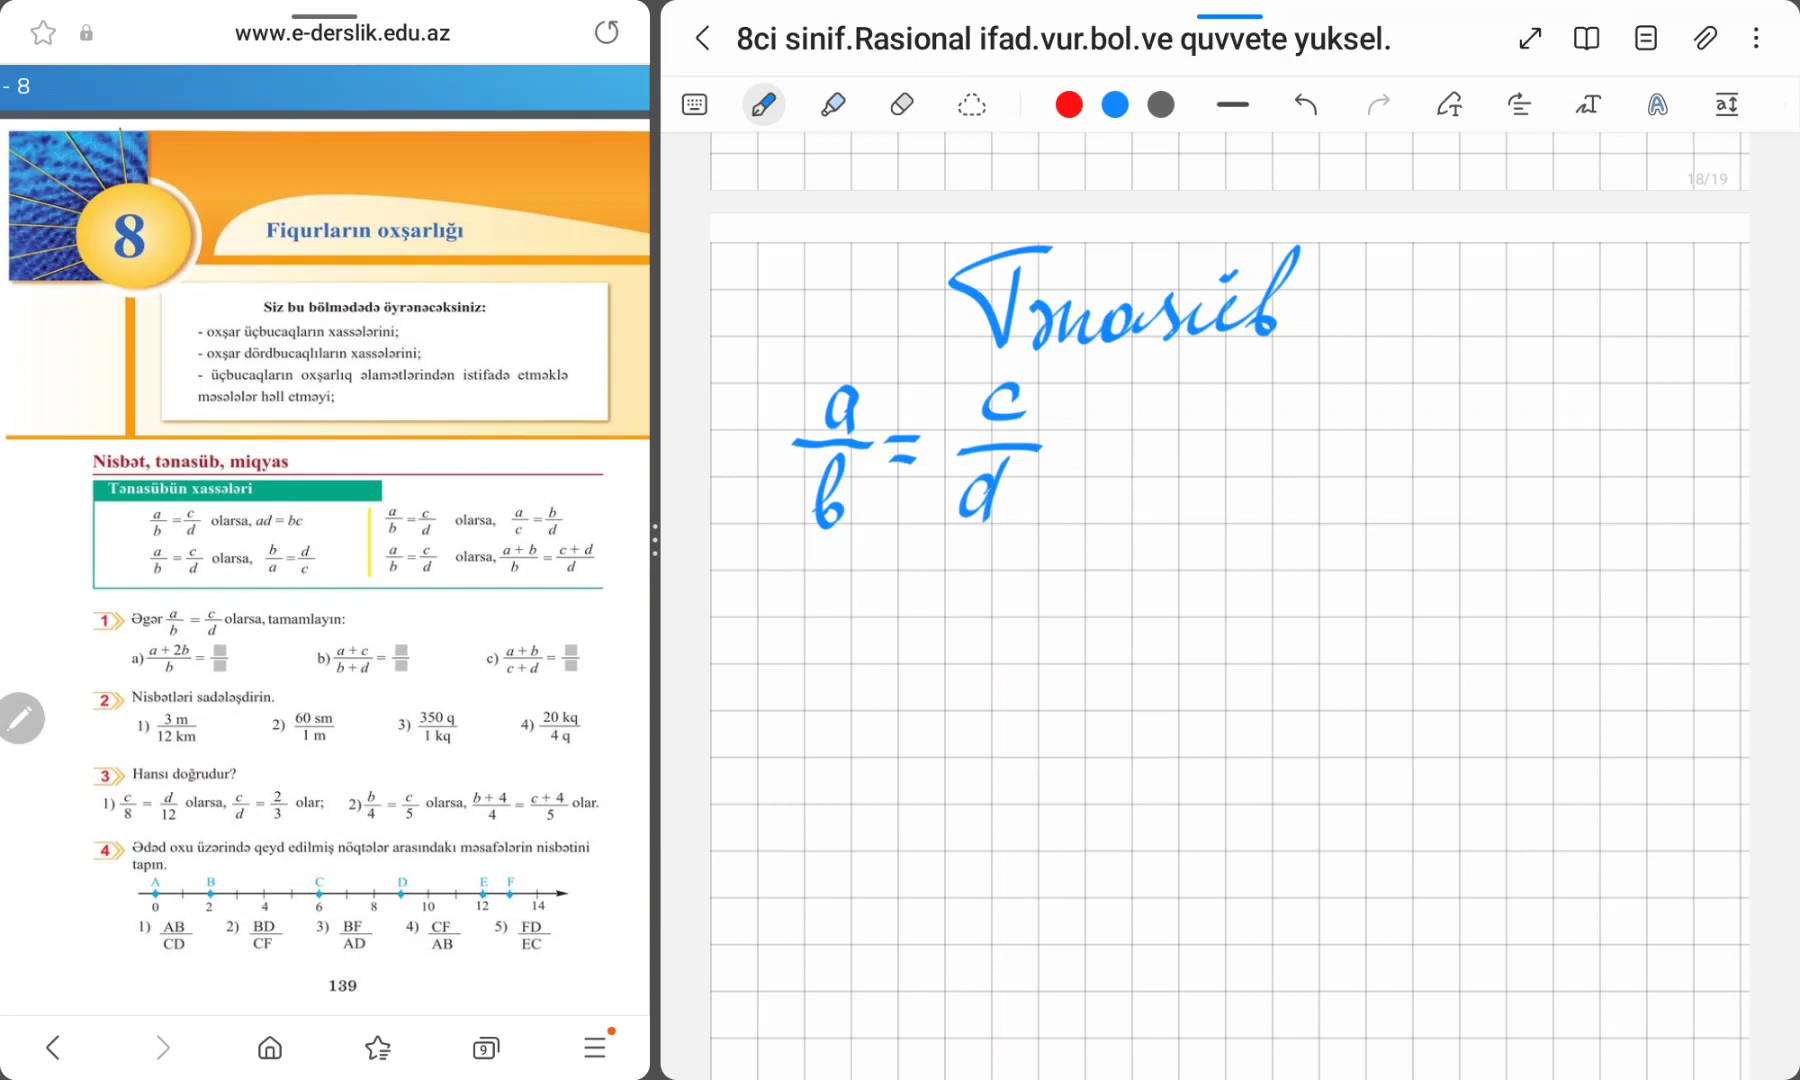 www.e-derslik.edu.az
- 8
8
Fiqurların oxşarlığı
Siz bu bölmədədə öyrənəcəksiniz:
- oxşar üçbucaqların xassələrini;
- oxşar dördbucaqlıların xassələrini;
- üçbucaqların oxşarlıq əlamətlərindən istifadə etməklə
məsələlər həll etməyi;
Nisbət, tənasüb, miqyas
Tənasübün xassələri
a/b = c/d olarsa, ad = bc
a/b = c/d olarsa, b/a = d/c
a/b = c/d olarsa, a/c = b/d
a/b = c/d olarsa, (a + b)/b = (c + d)/d
1 Əgər a/b = c/d olarsa, tamamlayın:
a) (a + 2b)/b = □/□ b) (a + c)/(b + d) = □/□ c) (a + b)/(c + d) = □/□
2 Nisbətləri sadələşdirin.
1) 3 m/12 km 2) 60 sm/1 m 3) 350 q/1 kq 4) 20 kq/4 q
3 Hansı doğrudur?
1) c/8 = d/12 olarsa, c/d = 2/3 olar; 2) b/4 = c/5 olarsa, (b + 4)/4 = (c + 4)/5 olar.
4 Ədəd oxu üzərində qeyd edilmiş nöqtələr arasındakı məsafələrin nisbətini
tapın.
A B C D E F
0 2 4 6 8 10 12 14
1) AB/CD 2) BD/CF 3) BF/AD 4) CF/AB 5) FD/EC
139
9
8ci sinif.Rasional ifad.vur.bol.ve quvvete yuksel.
18/19
Tənasüb
a/b = c/d